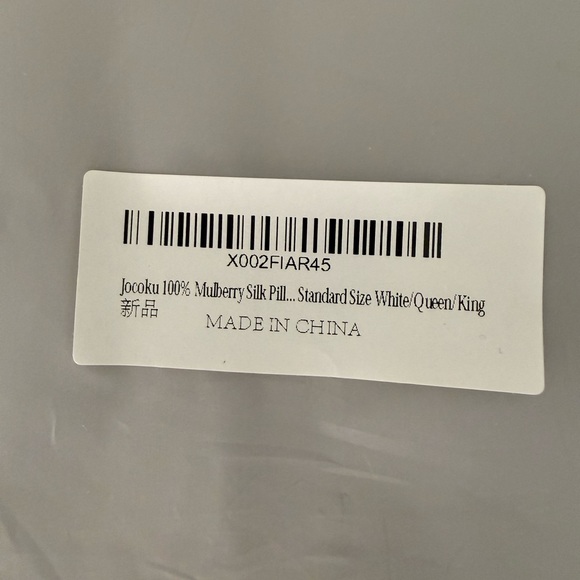 X002FIAR45
Jocoku 100% Mulberry Silk Pill... Standard Size White/Queen/King
新品
MADE IN CHINA